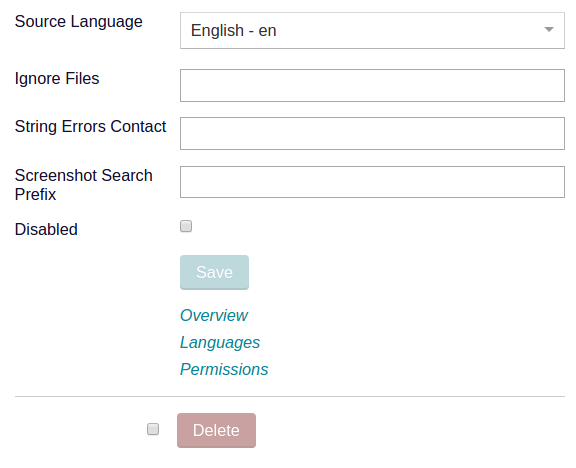 Source Language
English - en
Ignore Files
String Errors Contact
Screenshot Search
Prefix
Disabled
Save
Overview
Languages
Permissions
Delete